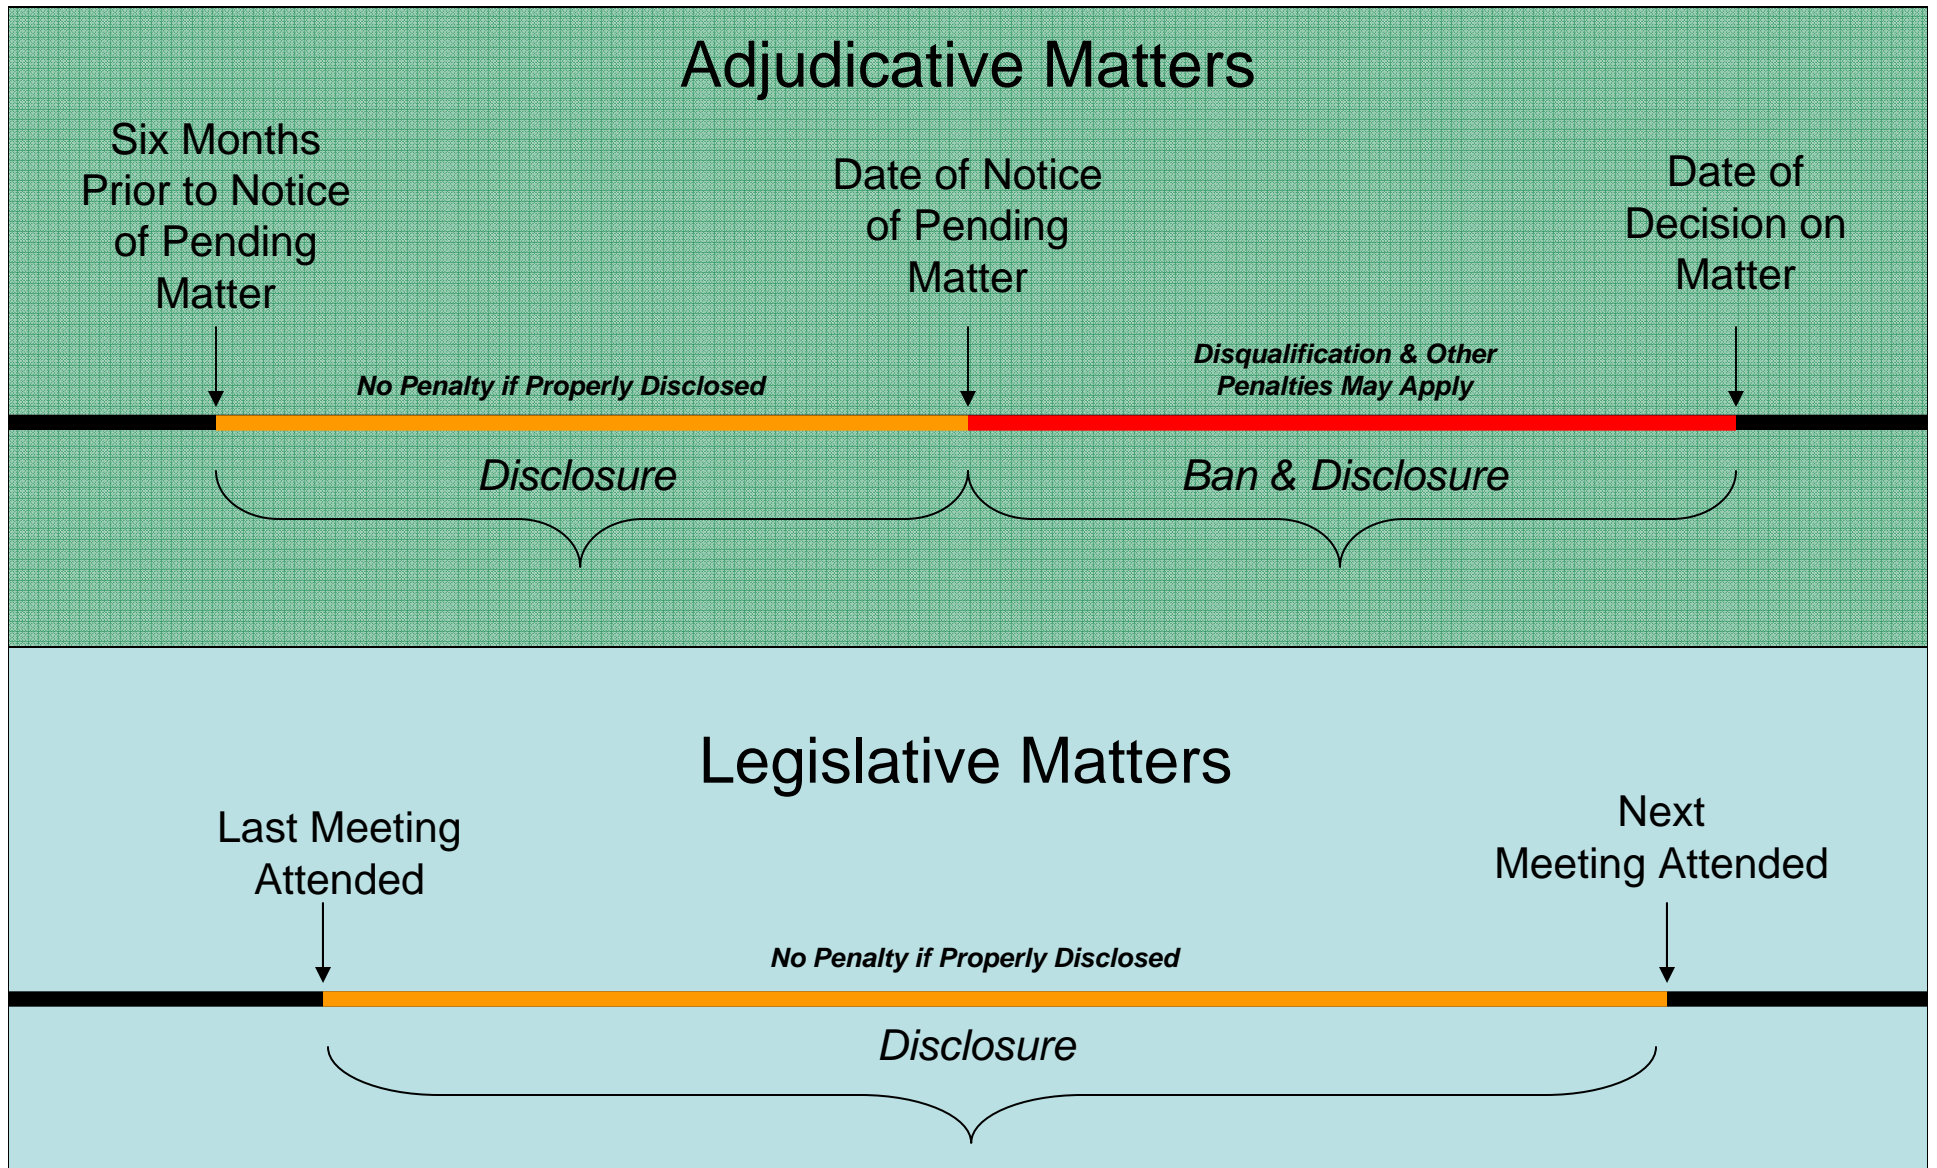 Adjudicative Matters
Six Months
Prior to Notice
of Pending
Matter
Date of Notice
of Pending
Matter
Date of
Decision on
Matter
No Penalty if Properly Disclosed
Disqualification & Other
Penalties May Apply
Disclosure
Ban & Disclosure
Legislative Matters
Last Meeting
Attended
Next
Meeting Attended
No Penalty if Properly Disclosed
Disclosure